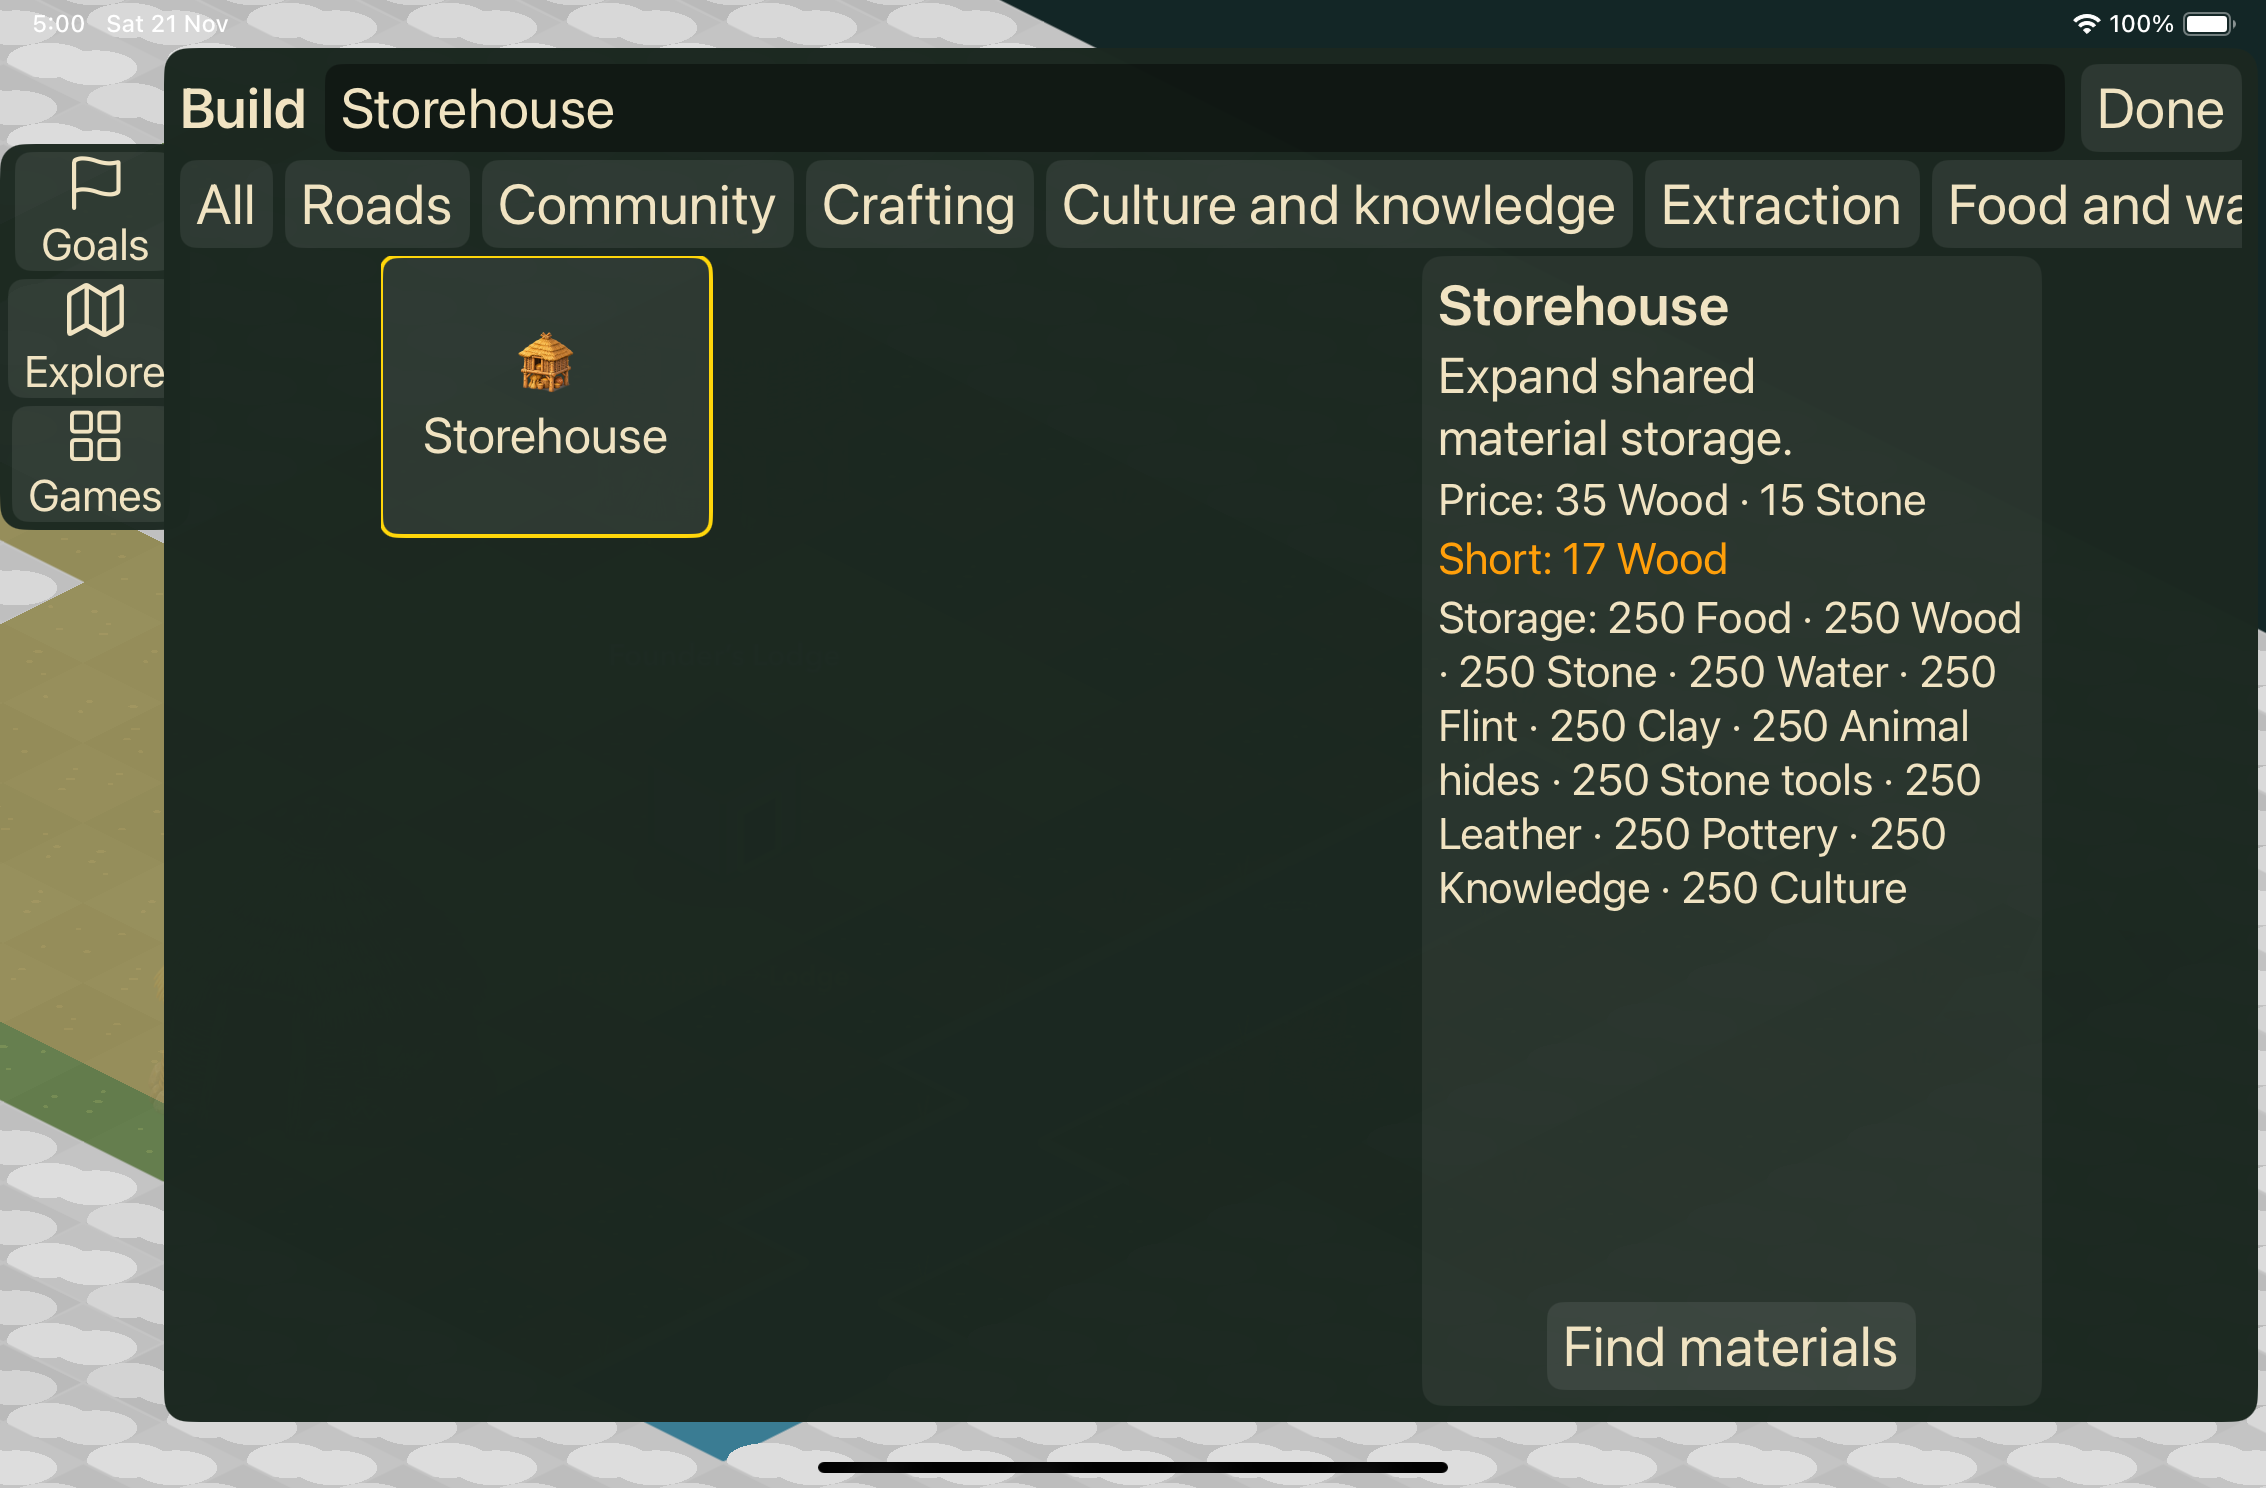 5:00 Sat 21 Nov
100%
Build
Storehouse
Done
Goals
Explore
Games
All
Roads
Community
Crafting
Culture and knowledge
Extraction
Food and wa
Storehouse
Storehouse
Expand shared
material storage.
Price: 35 Wood · 15 Stone
Short: 17 Wood
Storage: 250 Food · 250 Wood
· 250 Stone · 250 Water · 250
Flint · 250 Clay · 250 Animal
hides · 250 Stone tools · 250
Leather · 250 Pottery · 250
Knowledge · 250 Culture
Find materials